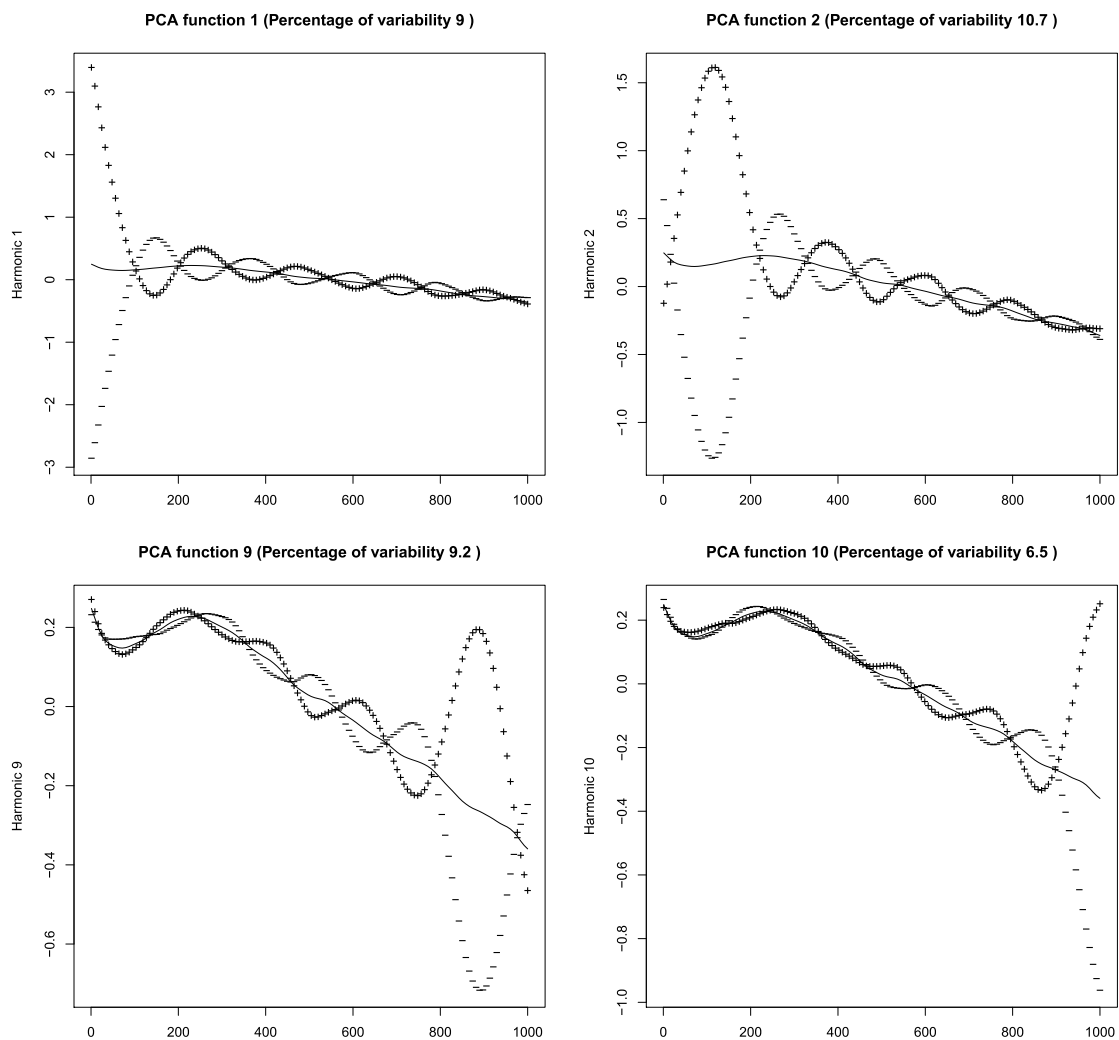 PCA function 1 (Percentage of variability 9 )
Harmonic 1
3
2
1
0
−1
−2
−3
0 200 400 600 800 1000
PCA function 2 (Percentage of variability 10.7 )
Harmonic 2
1.5
1.0
0.5
0.0
−0.5
−1.0
0 200 400 600 800 1000
PCA function 9 (Percentage of variability 9.2 )
Harmonic 9
0.2
0.0
−0.2
−0.4
−0.6
0 200 400 600 800 1000
PCA function 10 (Percentage of variability 6.5 )
Harmonic 10
0.2
0.0
−0.2
−0.4
−0.6
−0.8
−1.0
0 200 400 600 800 1000